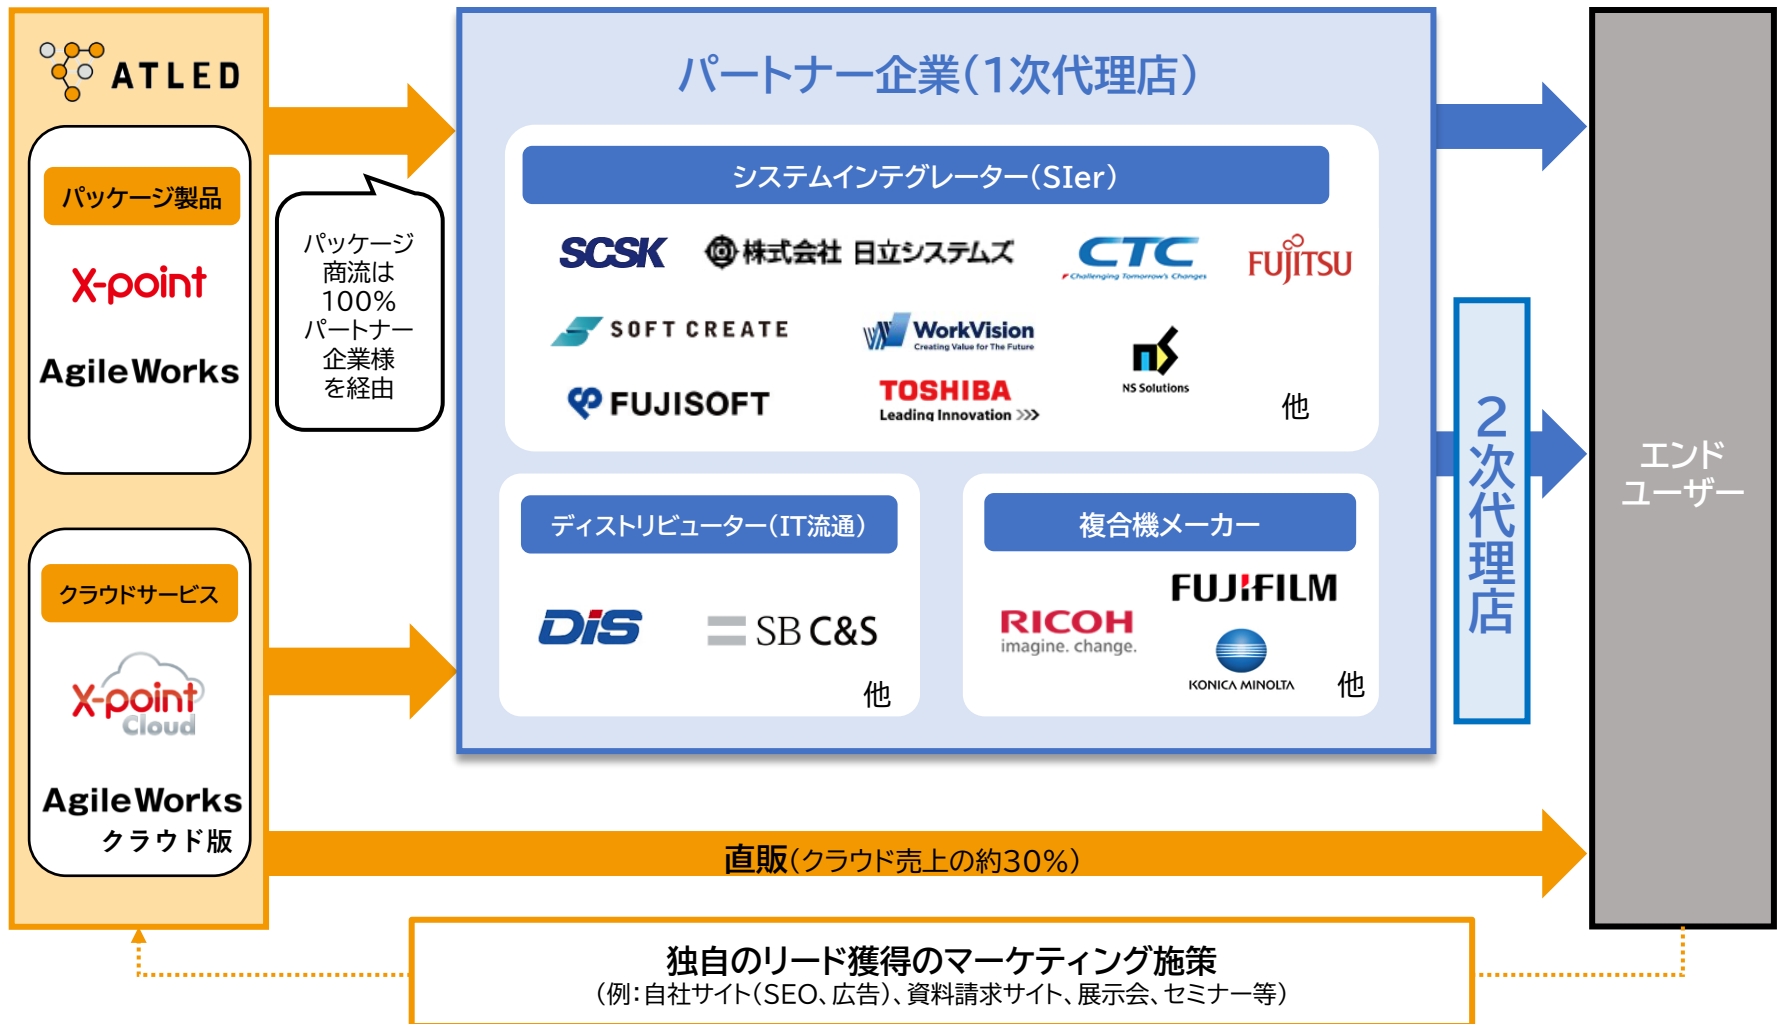 ATLED
パッケージ製品
X-point
AgileWorks
クラウドサービス
X-point
Cloud
AgileWorks
クラウド版
パッケージ
商流は
100%
パートナー
企業様
を経由
パートナー企業(1次代理店)
システムインテグレーター(SIer)
SCSK
株式会社 日立システムズ
CTC
Challenging Tomorrow's Changes
FUJITSU
SOFT CREATE
WorkVision
Creating Value for The Future
NS
NS Solutions
FUJISOFT
TOSHIBA
Leading Innovation >>>
他
ディストリビューター(IT流通)
DiS
SB C&S
他
複合機メーカー
RICOH
imagine. change.
FUJIFILM
KONICA MINOLTA
他
2次代理店
エンド
ユーザー
直販(クラウド売上の約30%)
独自のリード獲得のマーケティング施策
(例:自社サイト(SEO、広告)、資料請求サイト、展示会、セミナー等)